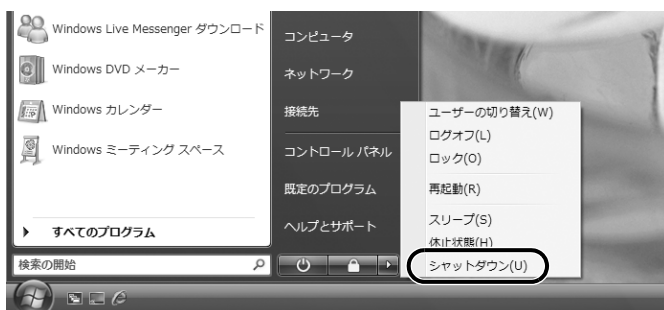 Windows Live Messenger ダウンロード
Windows DVD メーカー
Windows カレンダー
Windows ミーティング スペース
すべてのプログラム
検索の開始
コンピュータ
ネットワーク
接続先
コントロール パネル
既定のプログラム
ヘルプとサポート
ユーザーの切り替え(W)
ログオフ(L)
ロック(O)
再起動(R)
スリープ(S)
休止状態(H)
シャットダウン(U)